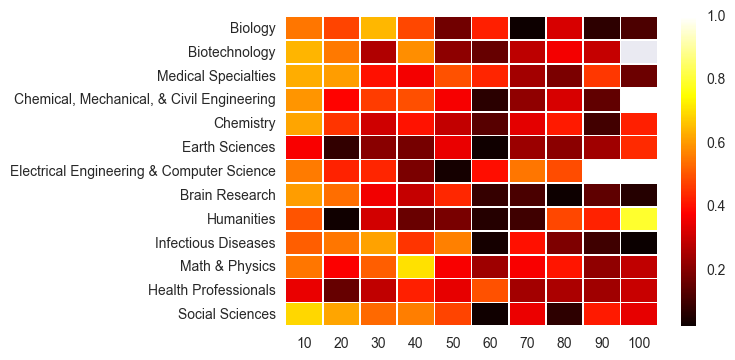 Biology
Biotechnology
Medical Specialties
Chemical, Mechanical, & Civil Engineering
Chemistry
Earth Sciences
Electrical Engineering & Computer Science
Brain Research
Humanities
Infectious Diseases
Math & Physics
Health Professionals
Social Sciences
10 20 30 40 50 60 70 80 90 100
1.0
0.8
0.6
0.4
0.2